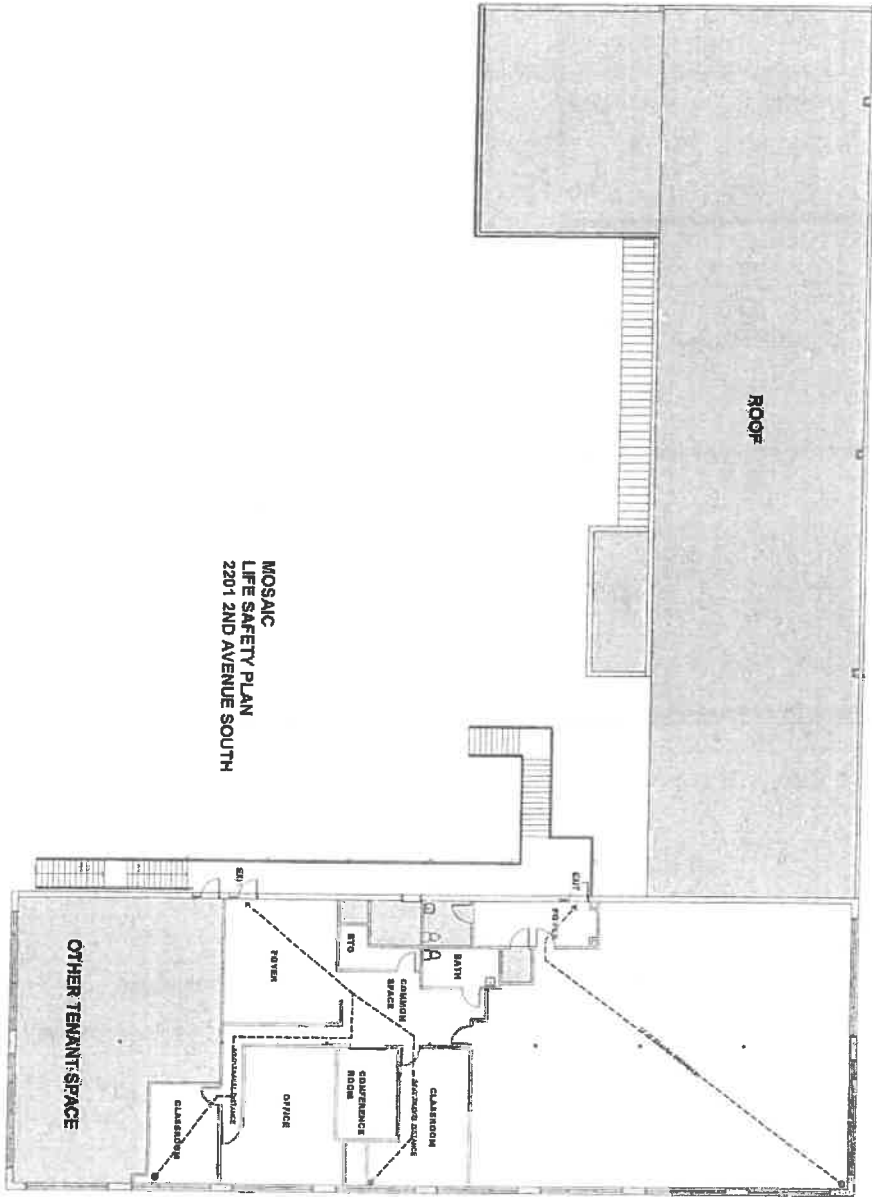 ROOF
MOSAIC
LIFE SAFETY PLAN
2201 2ND AVENUE SOUTH
EXIT
EXIT
FOYER
STO
BATH
COMMON
SPACE
CLASSROOM
CONFERENCE
ROOM
OFFICE
CLASSROOM
OTHER TENANT SPACE